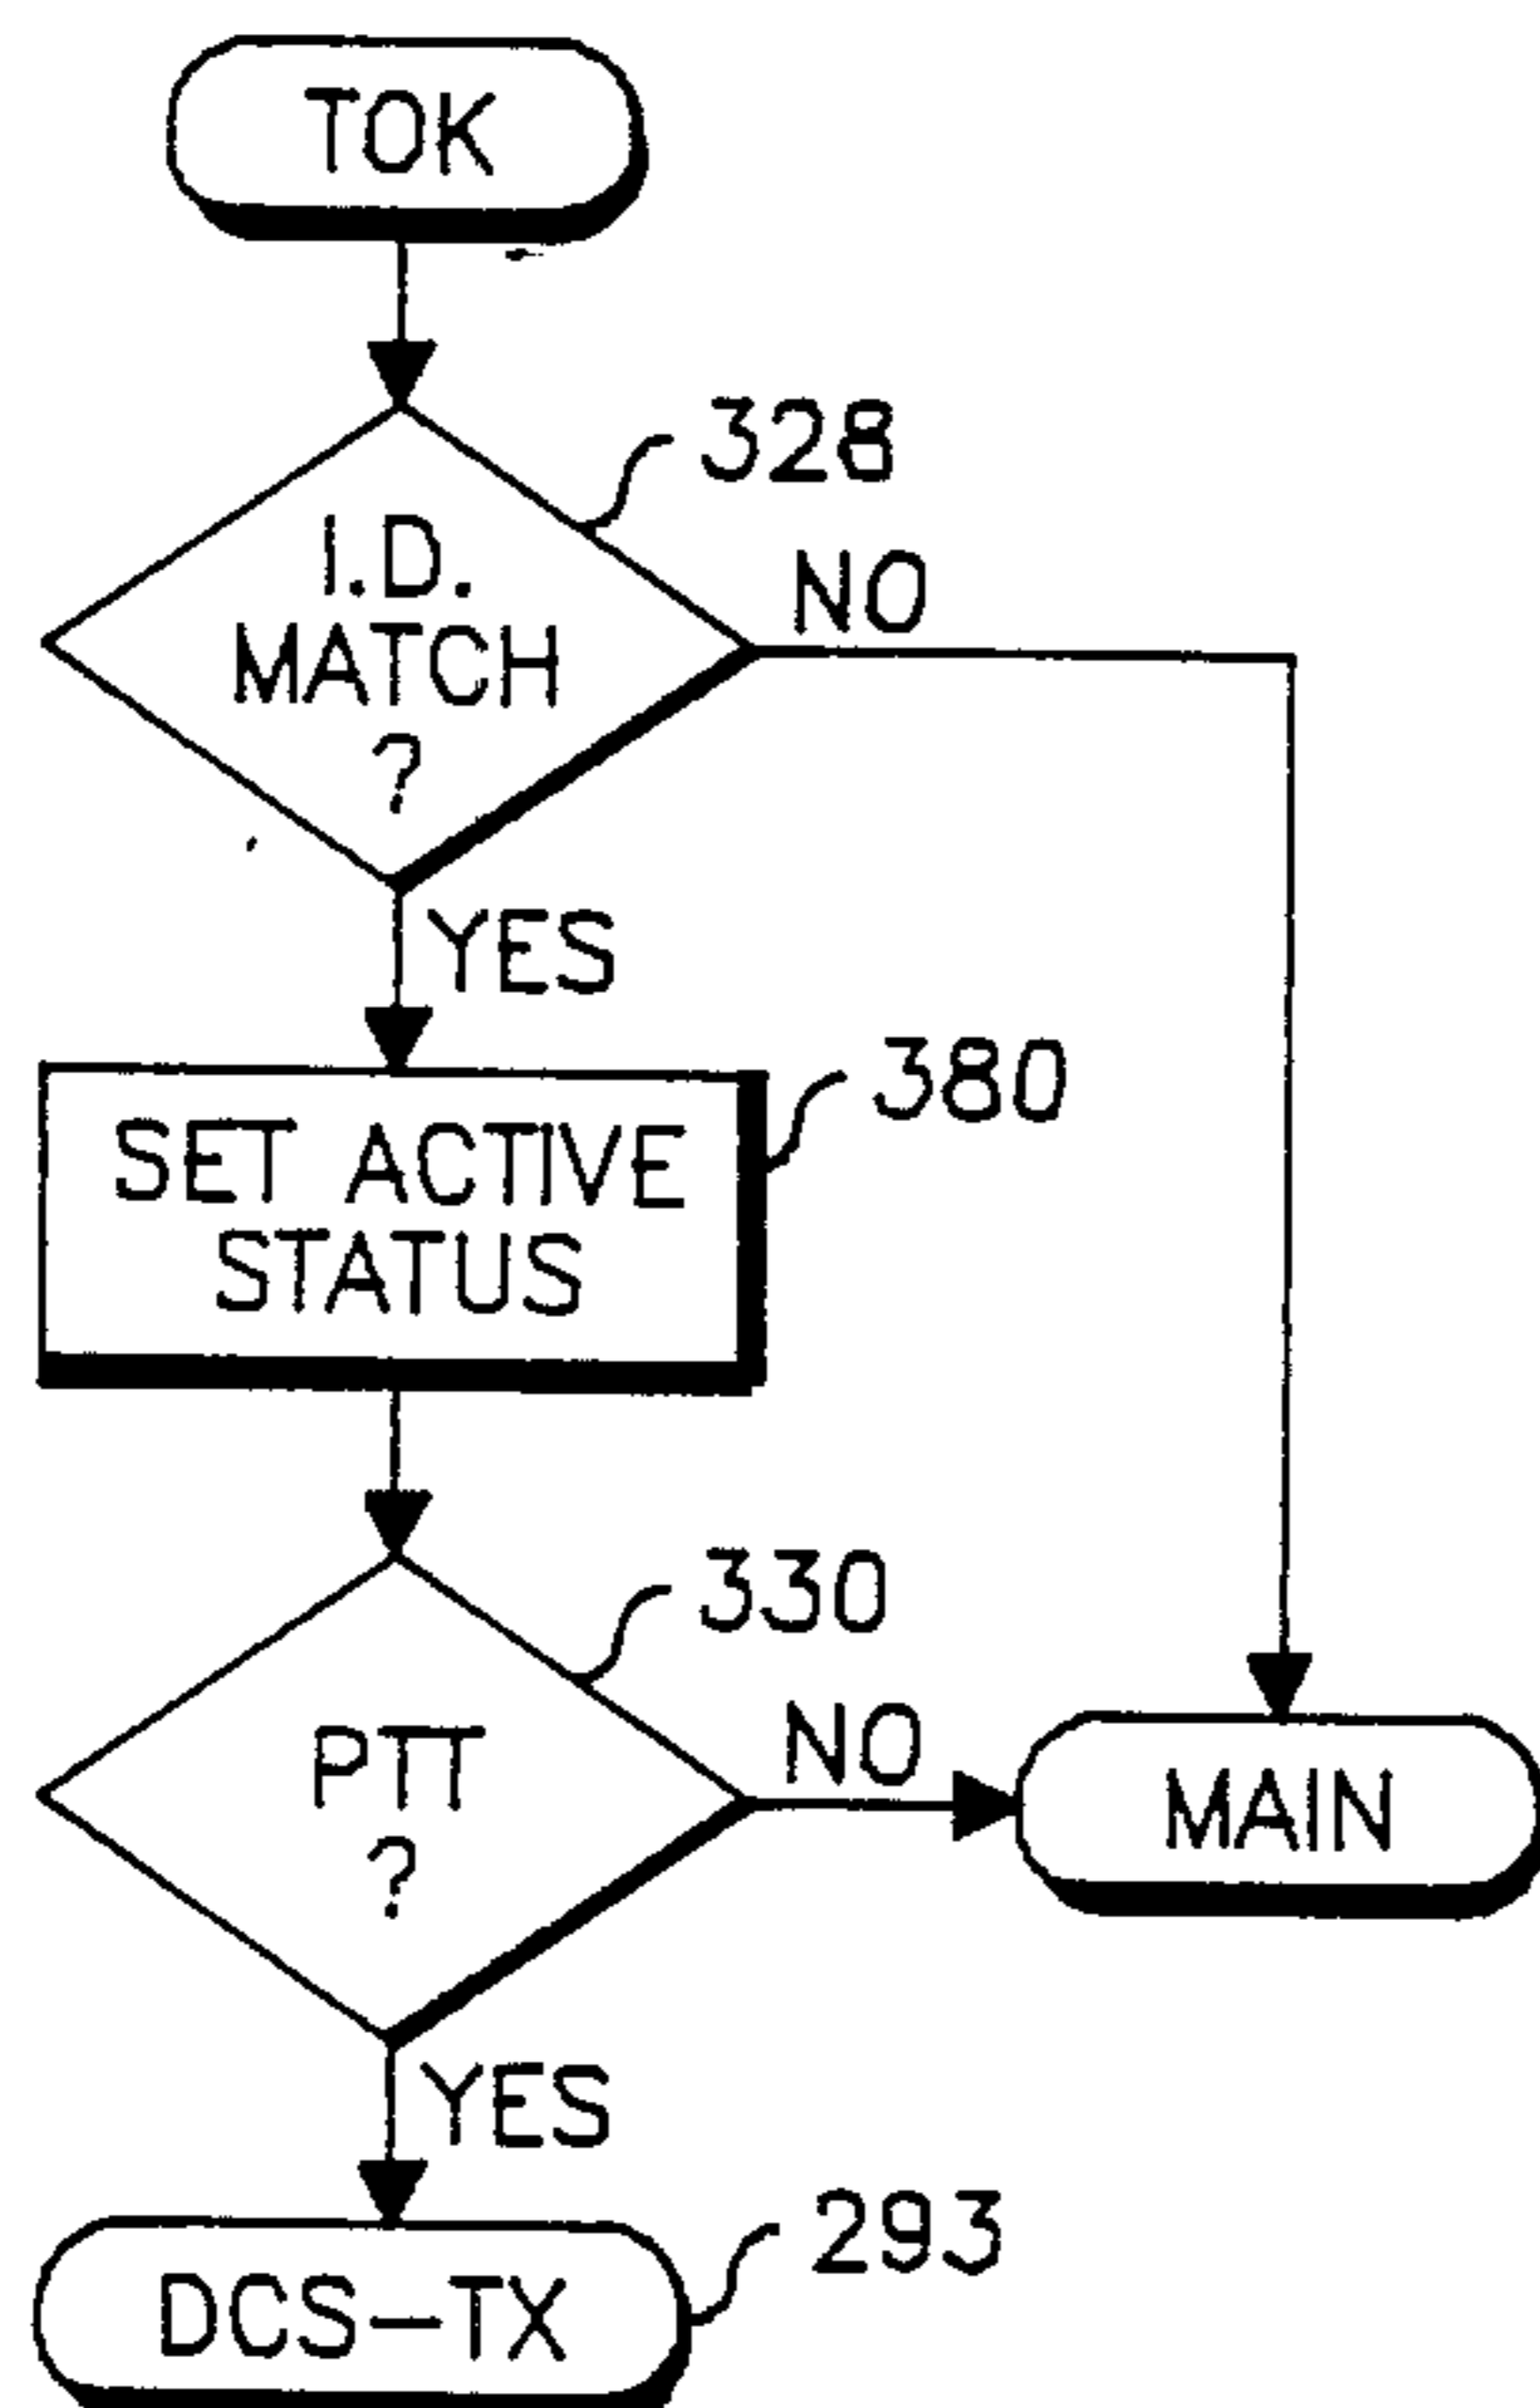 TOK
328
I.D.
MATCH
?
NO
YES
380
SET ACTIVE
STATUS
330
PTT
?
NO
MAIN
YES
293
DCS-TX